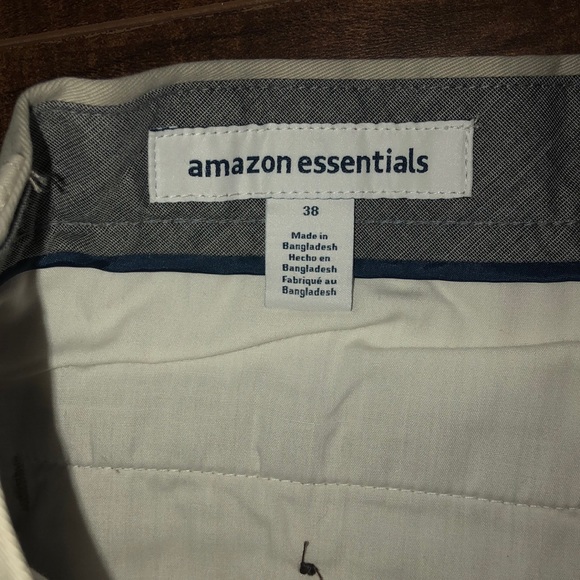 amazon essentials
38
Made in
Bangladesh
Hecho en
Bangladesh
Fabriqué au
Bangladesh